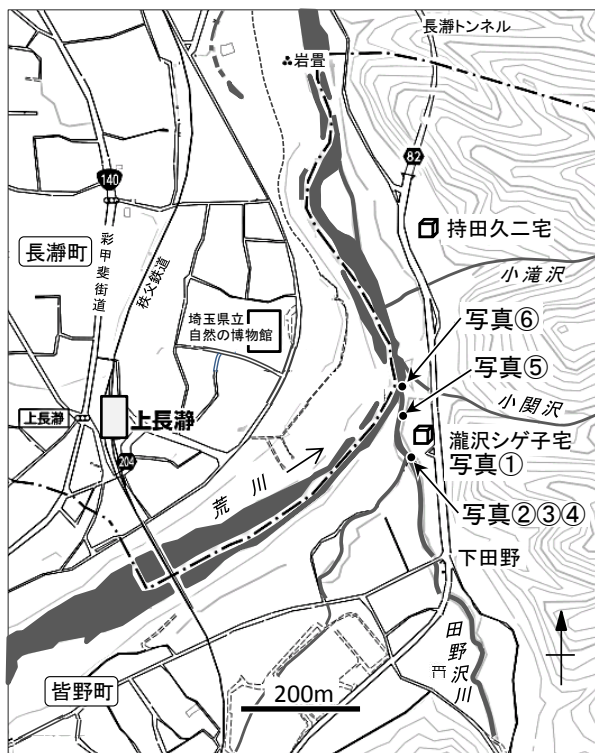 長瀞トンネル
岩畳
82
140
持田久二宅
長瀞町
彩甲斐街道
秩父鉄道
小滝沢
埼玉県立
自然の博物館
写真⑥
写真⑤
小関沢
上長瀞
上長瀞
204
瀧沢シゲ子宅
写真①
荒川
写真②③④
下田野
田野沢川
皆野町
200m